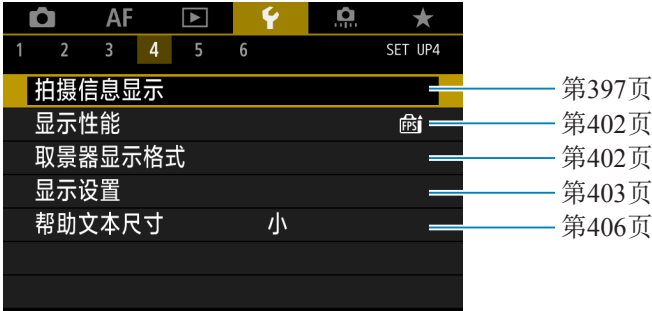 AF
1 2 3 4 5 6 SET UP4
拍摄信息显示 第397页
显示性能 FPS 第402页
取景器显示格式 第402页
显示设置 第403页
帮助文本尺寸 小 第406页